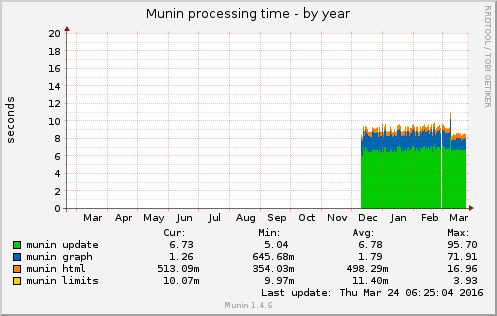 Munin processing time - by year
RRDTOOL / TOBI OETIKER
seconds
20
18
16
14
12
10
8
6
4
2
0
Mar Apr May Jun Jul Aug Sep Oct Nov Dec Jan Feb Mar
Cur: Min: Avg: Max:
munin update 6.73 5.04 6.78 95.70
munin graph 1.26 645.68m 1.79 71.91
munin html 513.09m 354.03m 498.29m 16.96
munin limits 10.07m 9.97m 11.40m 3.93
Last update: Thu Mar 24 06:25:04 2016
Munin 1.4.6